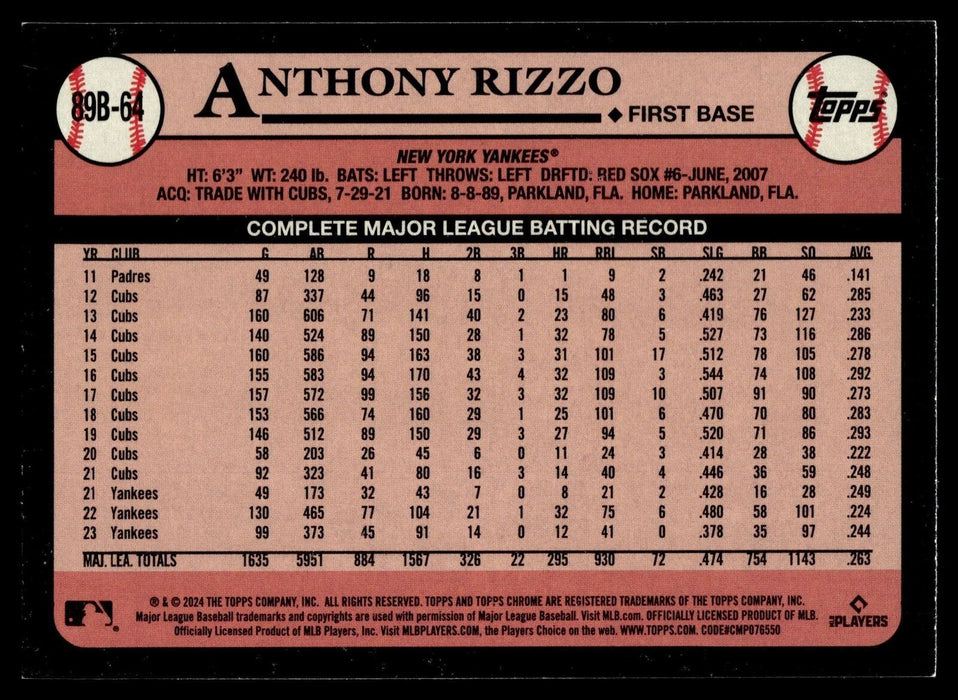 89B-64
ANTHONY RIZZO
◆ FIRST BASE
Topps®
NEW YORK YANKEES®
HT: 6'3" WT: 240 lb. BATS: LEFT THROWS: LEFT DRFTD: RED SOX #6-JUNE, 2007
ACQ: TRADE WITH CUBS, 7-29-21 BORN: 8-8-89, PARKLAND, FLA. HOME: PARKLAND, FLA.
COMPLETE MAJOR LEAGUE BATTING RECORD
YR CLUB G AB R H 2B 3B HR RBI SB SLG BB SO AVG
11 Padres 49 128 9 18 8 1 1 9 2 .242 21 46 .141
12 Cubs 87 337 44 96 15 0 15 48 3 .463 27 62 .285
13 Cubs 160 606 71 141 40 2 23 80 6 .419 76 127 .233
14 Cubs 140 524 89 150 28 1 32 78 5 .527 73 116 .286
15 Cubs 160 586 94 163 38 3 31 101 17 .512 78 105 .278
16 Cubs 155 583 94 170 43 4 32 109 3 .544 74 108 .292
17 Cubs 157 572 99 156 32 3 32 109 10 .507 91 90 .273
18 Cubs 153 566 74 160 29 1 25 101 6 .470 70 80 .283
19 Cubs 146 512 89 150 29 3 27 94 5 .520 71 86 .293
20 Cubs 58 203 26 45 6 0 11 24 3 .414 28 38 .222
21 Cubs 92 323 41 80 16 3 14 40 4 .446 36 59 .248
21 Yankees 49 173 32 43 7 0 8 21 2 .428 16 28 .249
22 Yankees 130 465 77 104 21 1 32 75 6 .480 58 101 .224
23 Yankees 99 373 45 91 14 0 12 41 0 .378 35 97 .244
MAJ. LEA. TOTALS 1635 5951 884 1567 326 22 295 930 72 .474 754 1143 .263
® & © 2024 THE TOPPS COMPANY, INC. ALL RIGHTS RESERVED. TOPPS AND TOPPS CHROME ARE REGISTERED TRADEMARKS OF THE TOPPS COMPANY, INC.
Major League Baseball trademarks and copyrights are used with permission of Major League Baseball. Visit MLB.com. OFFICIALLY LICENSED PRODUCT OF MLB.
Officially Licensed Product of MLB Players, Inc. Visit MLBPLAYERS.COM, the Players Choice on the web. WWW.TOPPS.COM. CODE#CMP076550
MLB PLAYERS